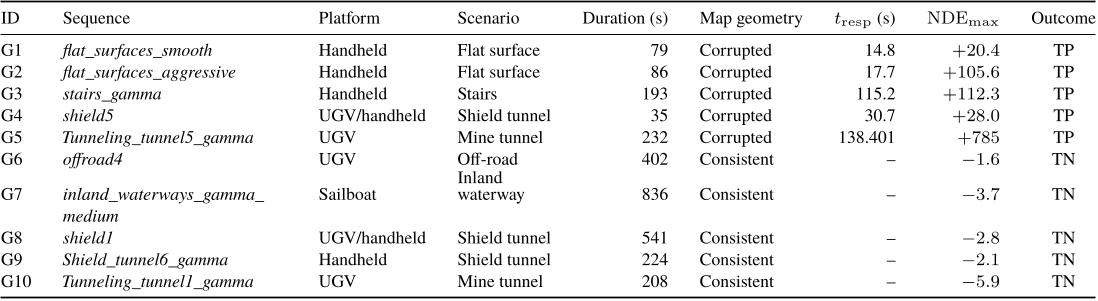 ID Sequence Platform Scenario Duration (s) Map geometry t_resp (s) NDE_max Outcome
G1 flat_surfaces_smooth Handheld Flat surface 79 Corrupted 14.8 +20.4 TP
G2 flat_surfaces_aggressive Handheld Flat surface 86 Corrupted 17.7 +105.6 TP
G3 stairs_gamma Handheld Stairs 193 Corrupted 115.2 +112.3 TP
G4 shield5 UGV/handheld Shield tunnel 35 Corrupted 30.7 +28.0 TP
G5 Tunneling_tunnel5_gamma UGV Mine tunnel 232 Corrupted 138.401 +785 TP
G6 offroad4 UGV Off-road 402 Consistent – −1.6 TN
Inland
G7 inland_waterways_gamma_ Sailboat waterway 836 Consistent – −3.7 TN
medium
G8 shield1 UGV/handheld Shield tunnel 541 Consistent – −2.8 TN
G9 Shield_tunnel6_gamma Handheld Shield tunnel 224 Consistent – −2.1 TN
G10 Tunneling_tunnel1_gamma UGV Mine tunnel 208 Consistent – −5.9 TN